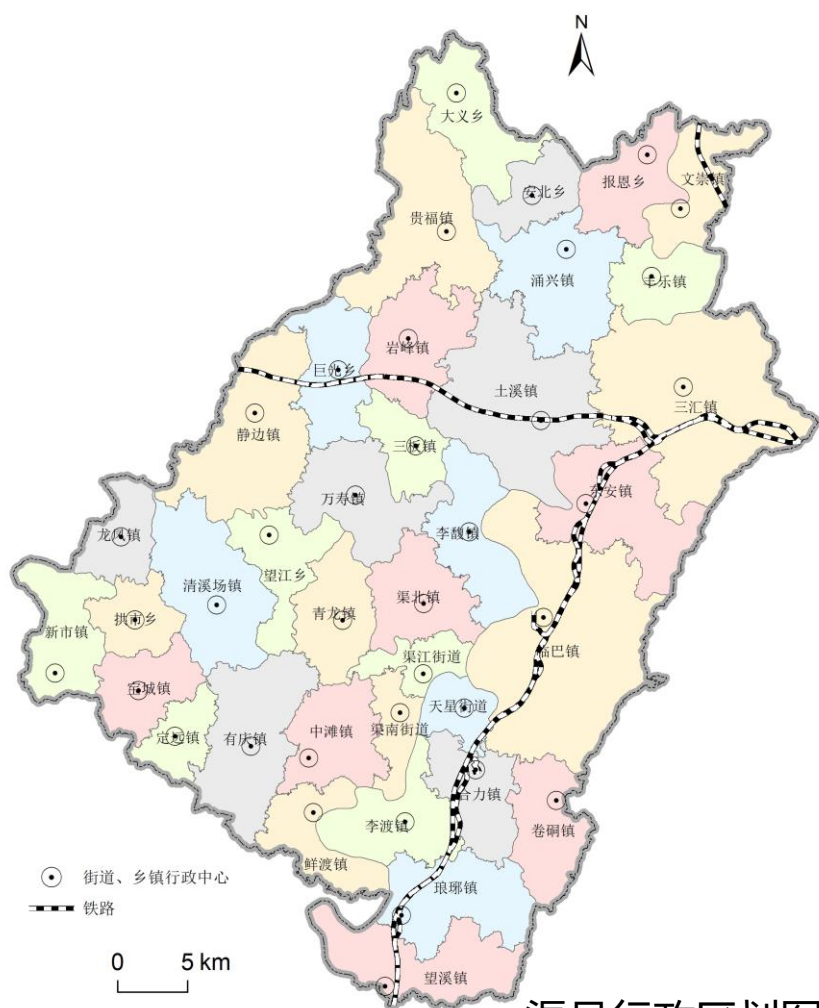 N
大义乡
文崇镇
报恩乡
安北乡
贵福镇
涌兴镇
丰乐镇
岩峰镇
巨光乡
土溪镇
三汇镇
静边镇
三板镇
万寿镇
东安镇
龙凤镇
李馥镇
清溪场镇
望江乡
渠北镇
青龙镇
拱市乡
新市镇
临巴镇
渠江街道
宝城镇
天星街道
中滩镇
渠南街道
定远镇
有庆镇
合力镇
李渡镇
卷硐镇
鲜渡镇
街道、乡镇行政中心
琅琊镇
铁路
0 5 km
望溪镇